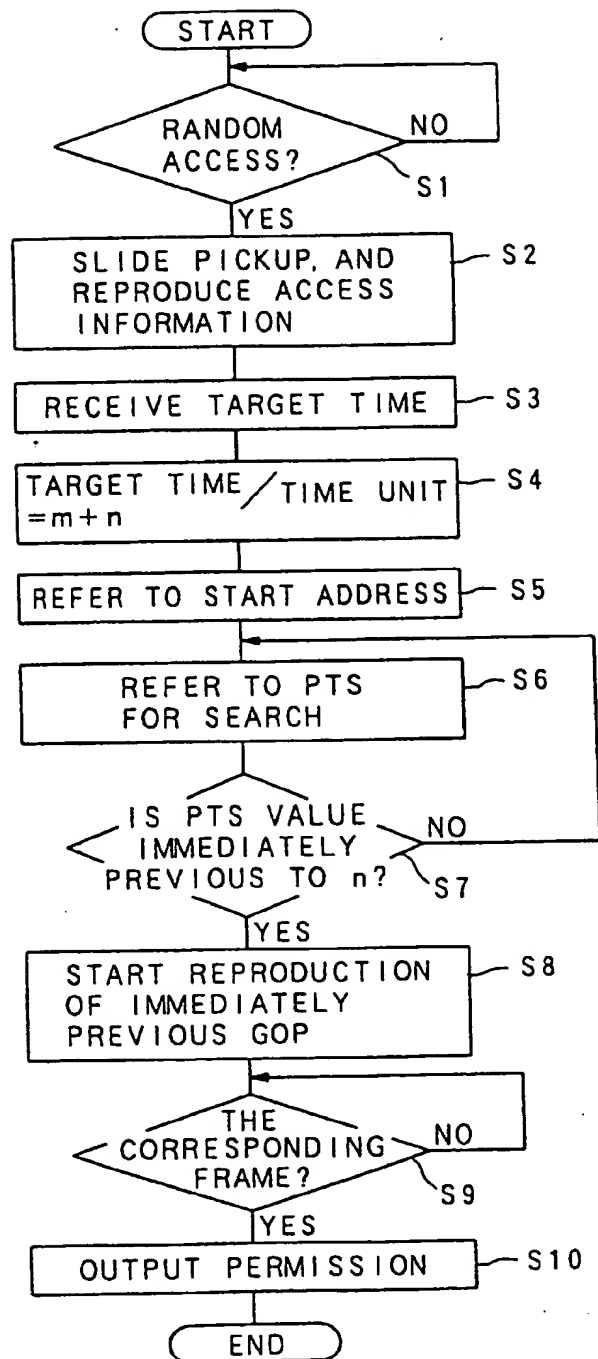 START
RANDOM
ACCESS?
NO
S1
YES
SLIDE PICKUP, AND
REPRODUCE ACCESS
INFORMATION
S2
RECEIVE TARGET TIME
S3
TARGET TIME/TIME UNIT
=m+n
S4
REFER TO START ADDRESS
S5
REFER TO PTS
FOR SEARCH
S6
IS PTS VALUE
IMMEDIATELY
PREVIOUS TO n?
NO
S7
YES
START REPRODUCTION
OF IMMEDIATELY
PREVIOUS GOP
S8
THE
CORRESPONDING
FRAME?
NO
S9
YES
OUTPUT PERMISSION
S10
END